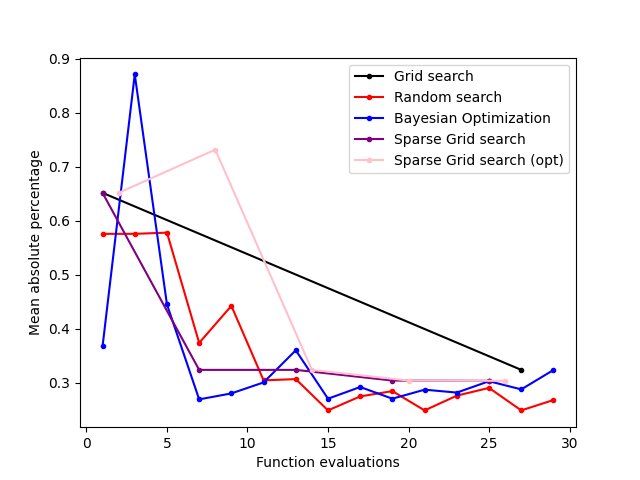 0.9
0.8
0.7
0.6
0.5
0.4
0.3
Mean absolute percentage
Grid search
Random search
Bayesian Optimization
Sparse Grid search
Sparse Grid search (opt)
0 5 10 15 20 25 30
Function evaluations